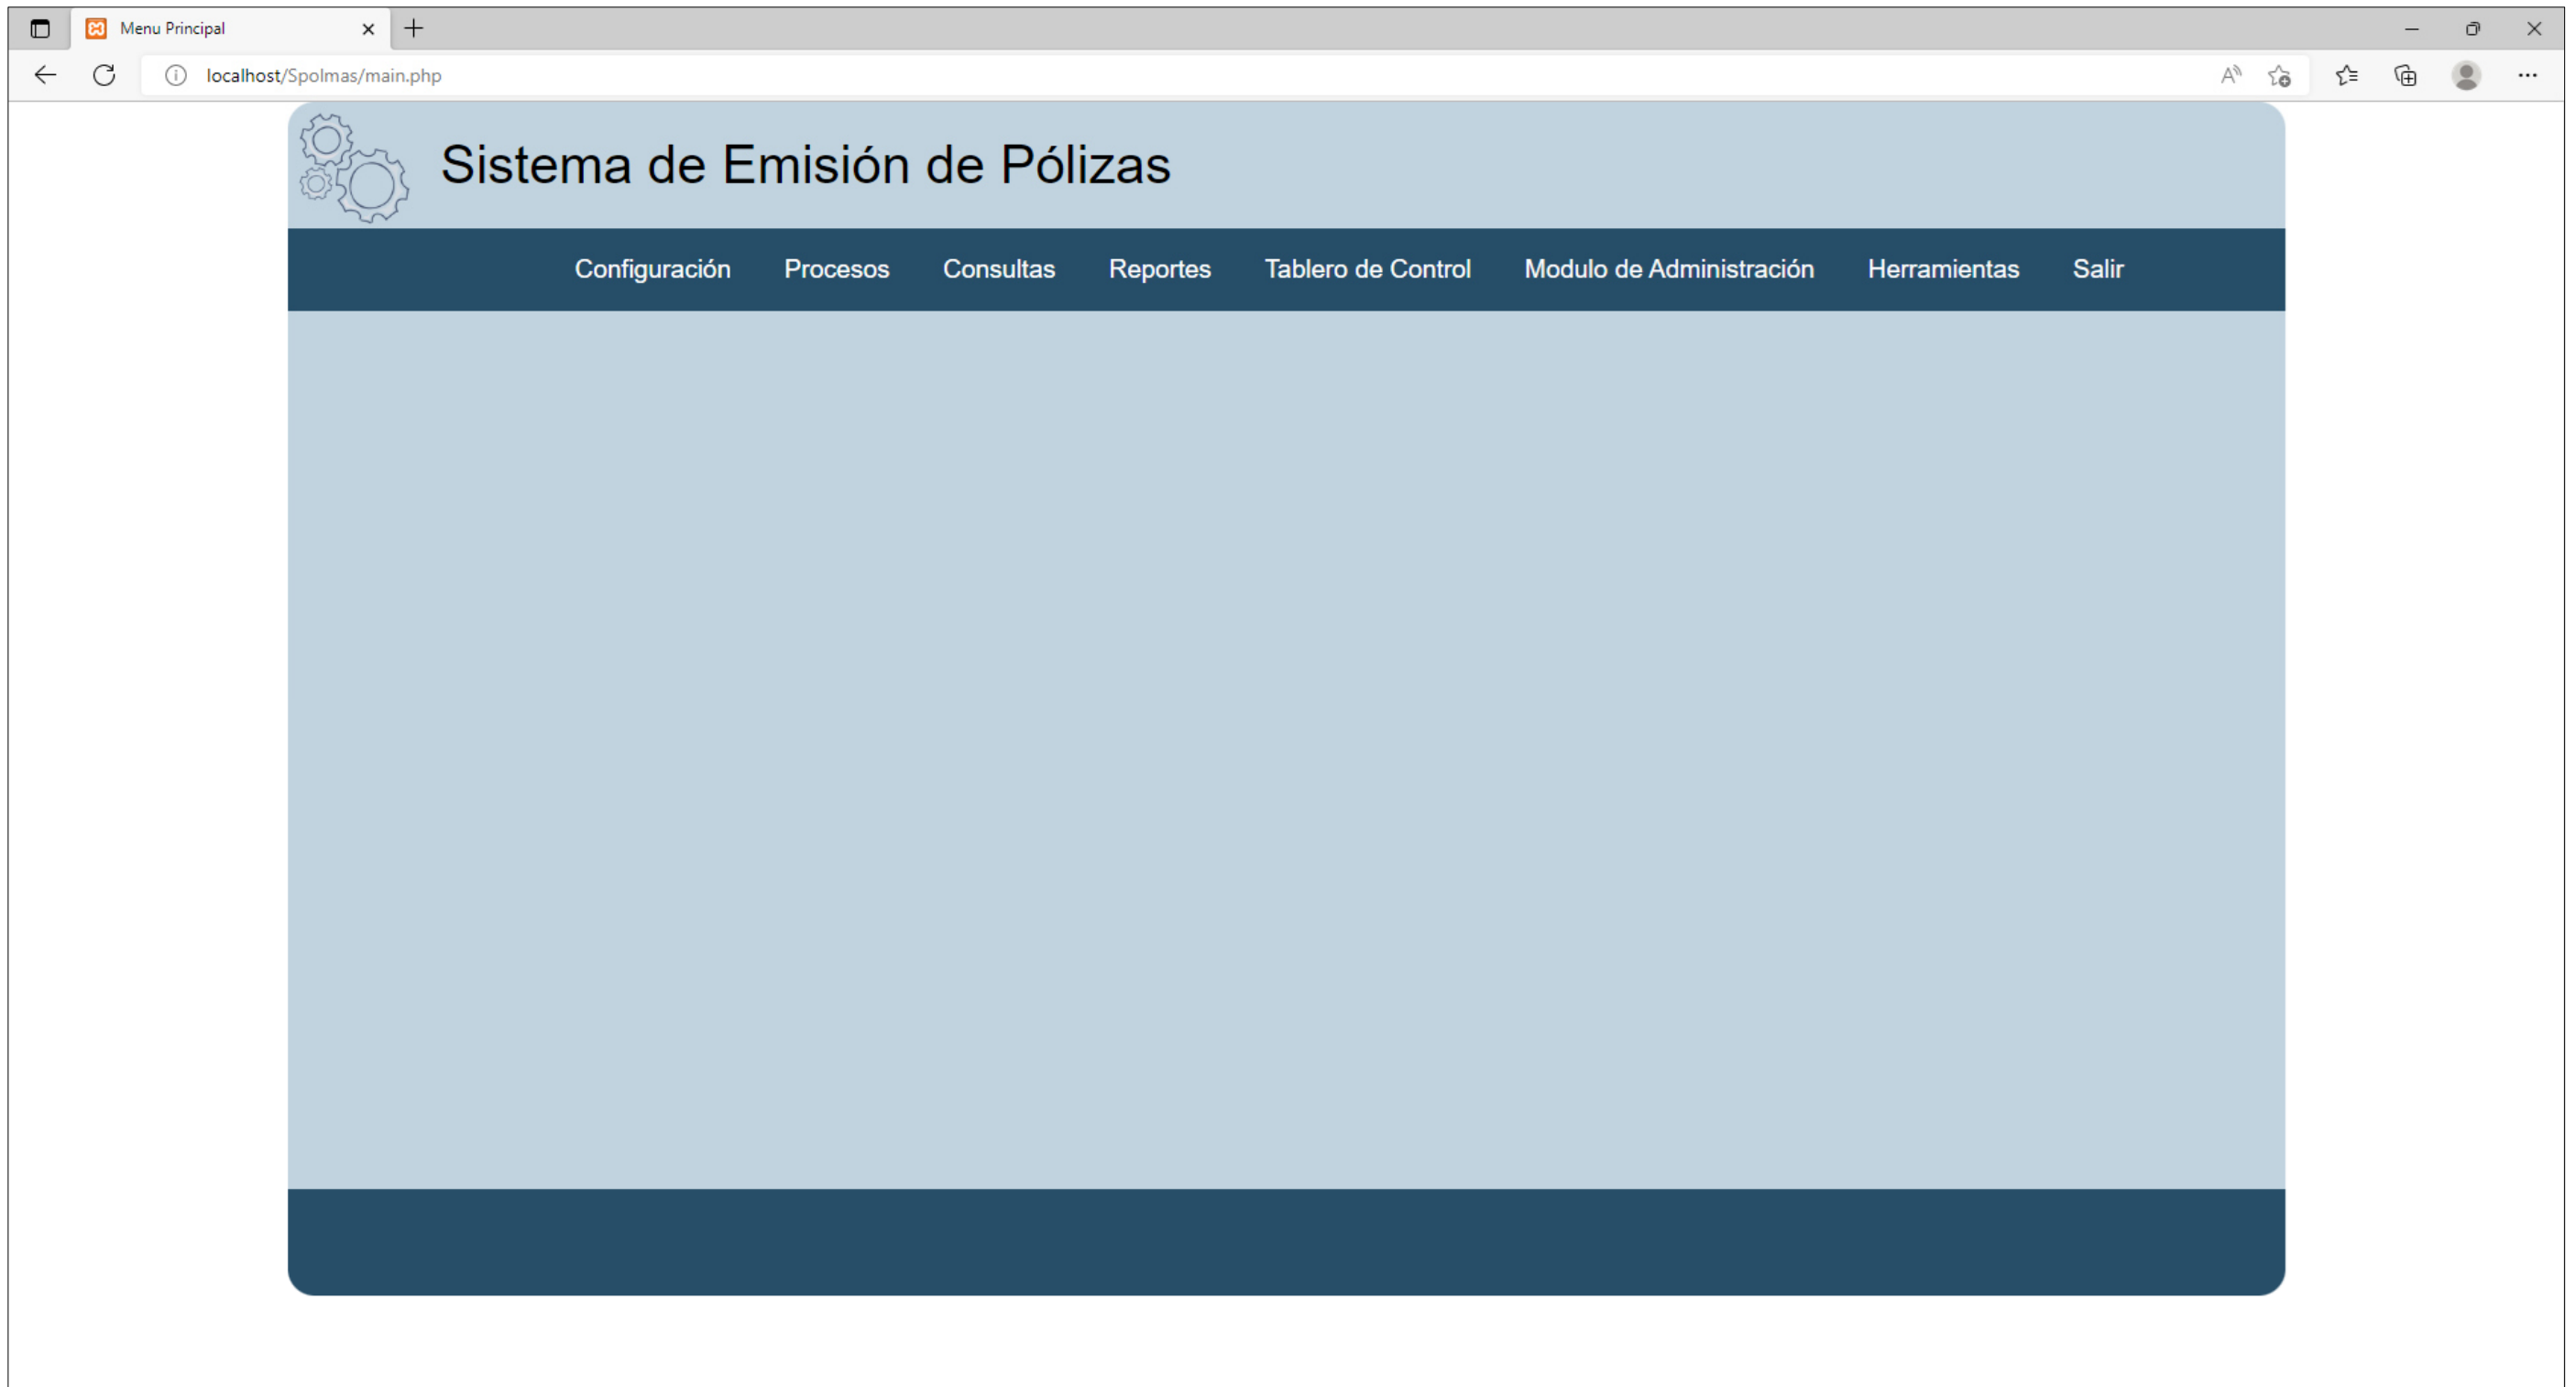 Menu Principal
localhost/Spolmas/main.php
Sistema de Emisión de Pólizas
Configuración Procesos Consultas Reportes Tablero de Control Modulo de Administración Herramientas Salir